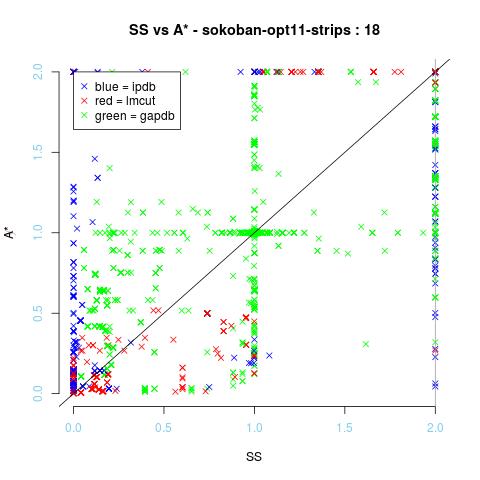 SS vs A* - sokoban-opt11-strips : 18
blue = lpdb
red = lmcut
green = gapdb
A*
2.0
1.5
1.0
0.5
0.0
0.0 0.5 1.0 1.5 2.0
SS